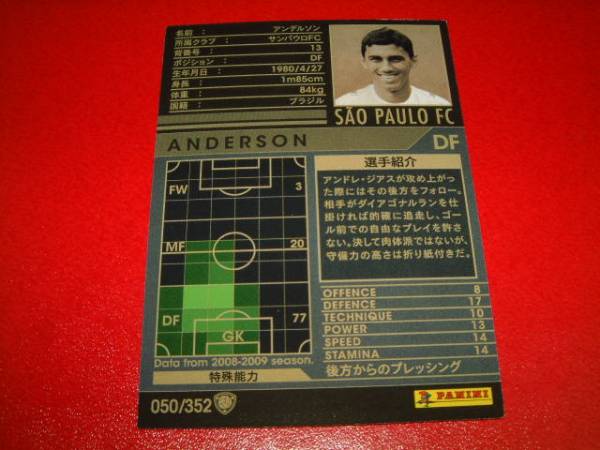 名前： アンデルソン
所属クラブ： サンパウロFC
背番号： 13
ポジション： DF
生年月日： 1980/4/27
身長： 1m85cm
体重： 84kg
国籍： ブラジル
SÃO PAULO FC
ANDERSON DF
選手紹介
アンドレ・ジアスが攻め上がっ
た際にはその後方をフォロー。
相手がダイアゴナルランを仕
掛ければ的確に追走し、ゴー
ル前での自由なプレイを許さ
ない。決して肉体派ではないが、
守備力の高さは折り紙付きだ。
FW 3
MF 20
DF 77
GK
Data from 2008-2009 season.
OFFENCE 8
DEFENCE 17
TECHNIQUE 10
POWER 13
SPEED 14
STAMINA 14
特殊能力
後方からのプレッシング
050/352
PANINI